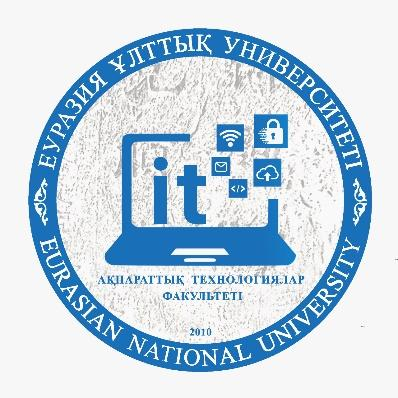 ЕУРАЗИЯ ҰЛТТЫҚ УНИВЕРСИТЕТІ
it
</>
АҚПАРАТТЫҚ ТЕХНОЛОГИЯЛАР
ФАКУЛЬТЕТІ
2010
EURASIAN NATIONAL UNIVERSITY